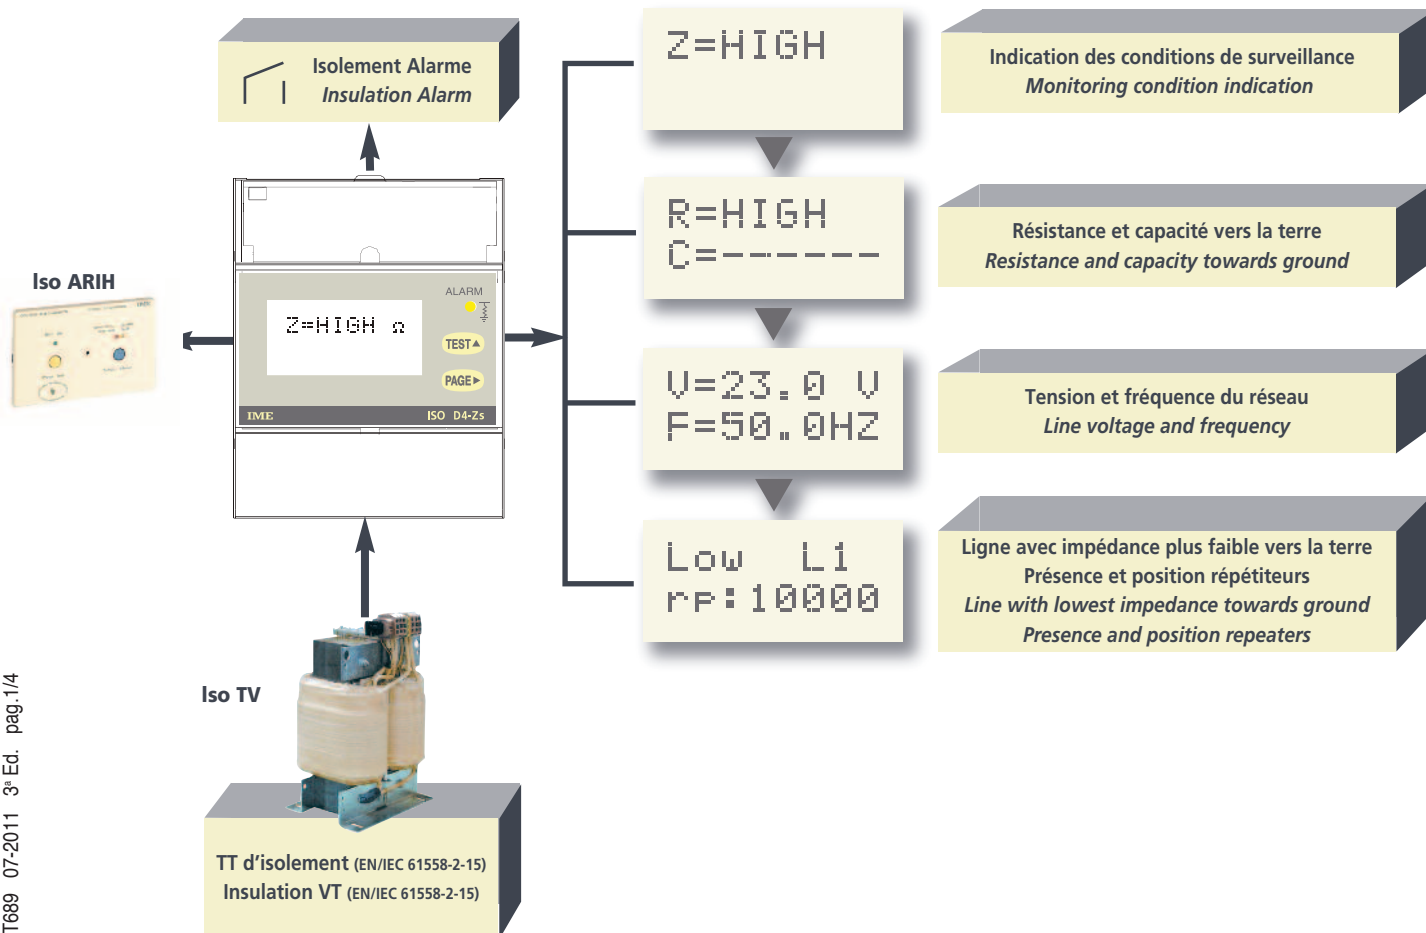 Isolement Alarme
Insulation Alarm
Z=HIGH
Indication des conditions de surveillance
Monitoring condition indication
R=HIGH
C=------
Résistance et capacité vers la terre
Resistance and capacity towards ground
Iso ARIH
ALARM
Z=HIGH Ω
TEST▲
PAGE▶
IME
ISO D4-Zs
V=23.0 V
F=50.0HZ
Tension et fréquence du réseau
Line voltage and frequency
Low L1
rp:10000
Ligne avec impédance plus faible vers la terre
Présence et position répétiteurs
Line with lowest impedance towards ground
Presence and position repeaters
Iso TV
TT d'isolement (EN/IEC 61558-2-15)
Insulation VT (EN/IEC 61558-2-15)
T689 07-2011 3ª Ed. pag.1/4